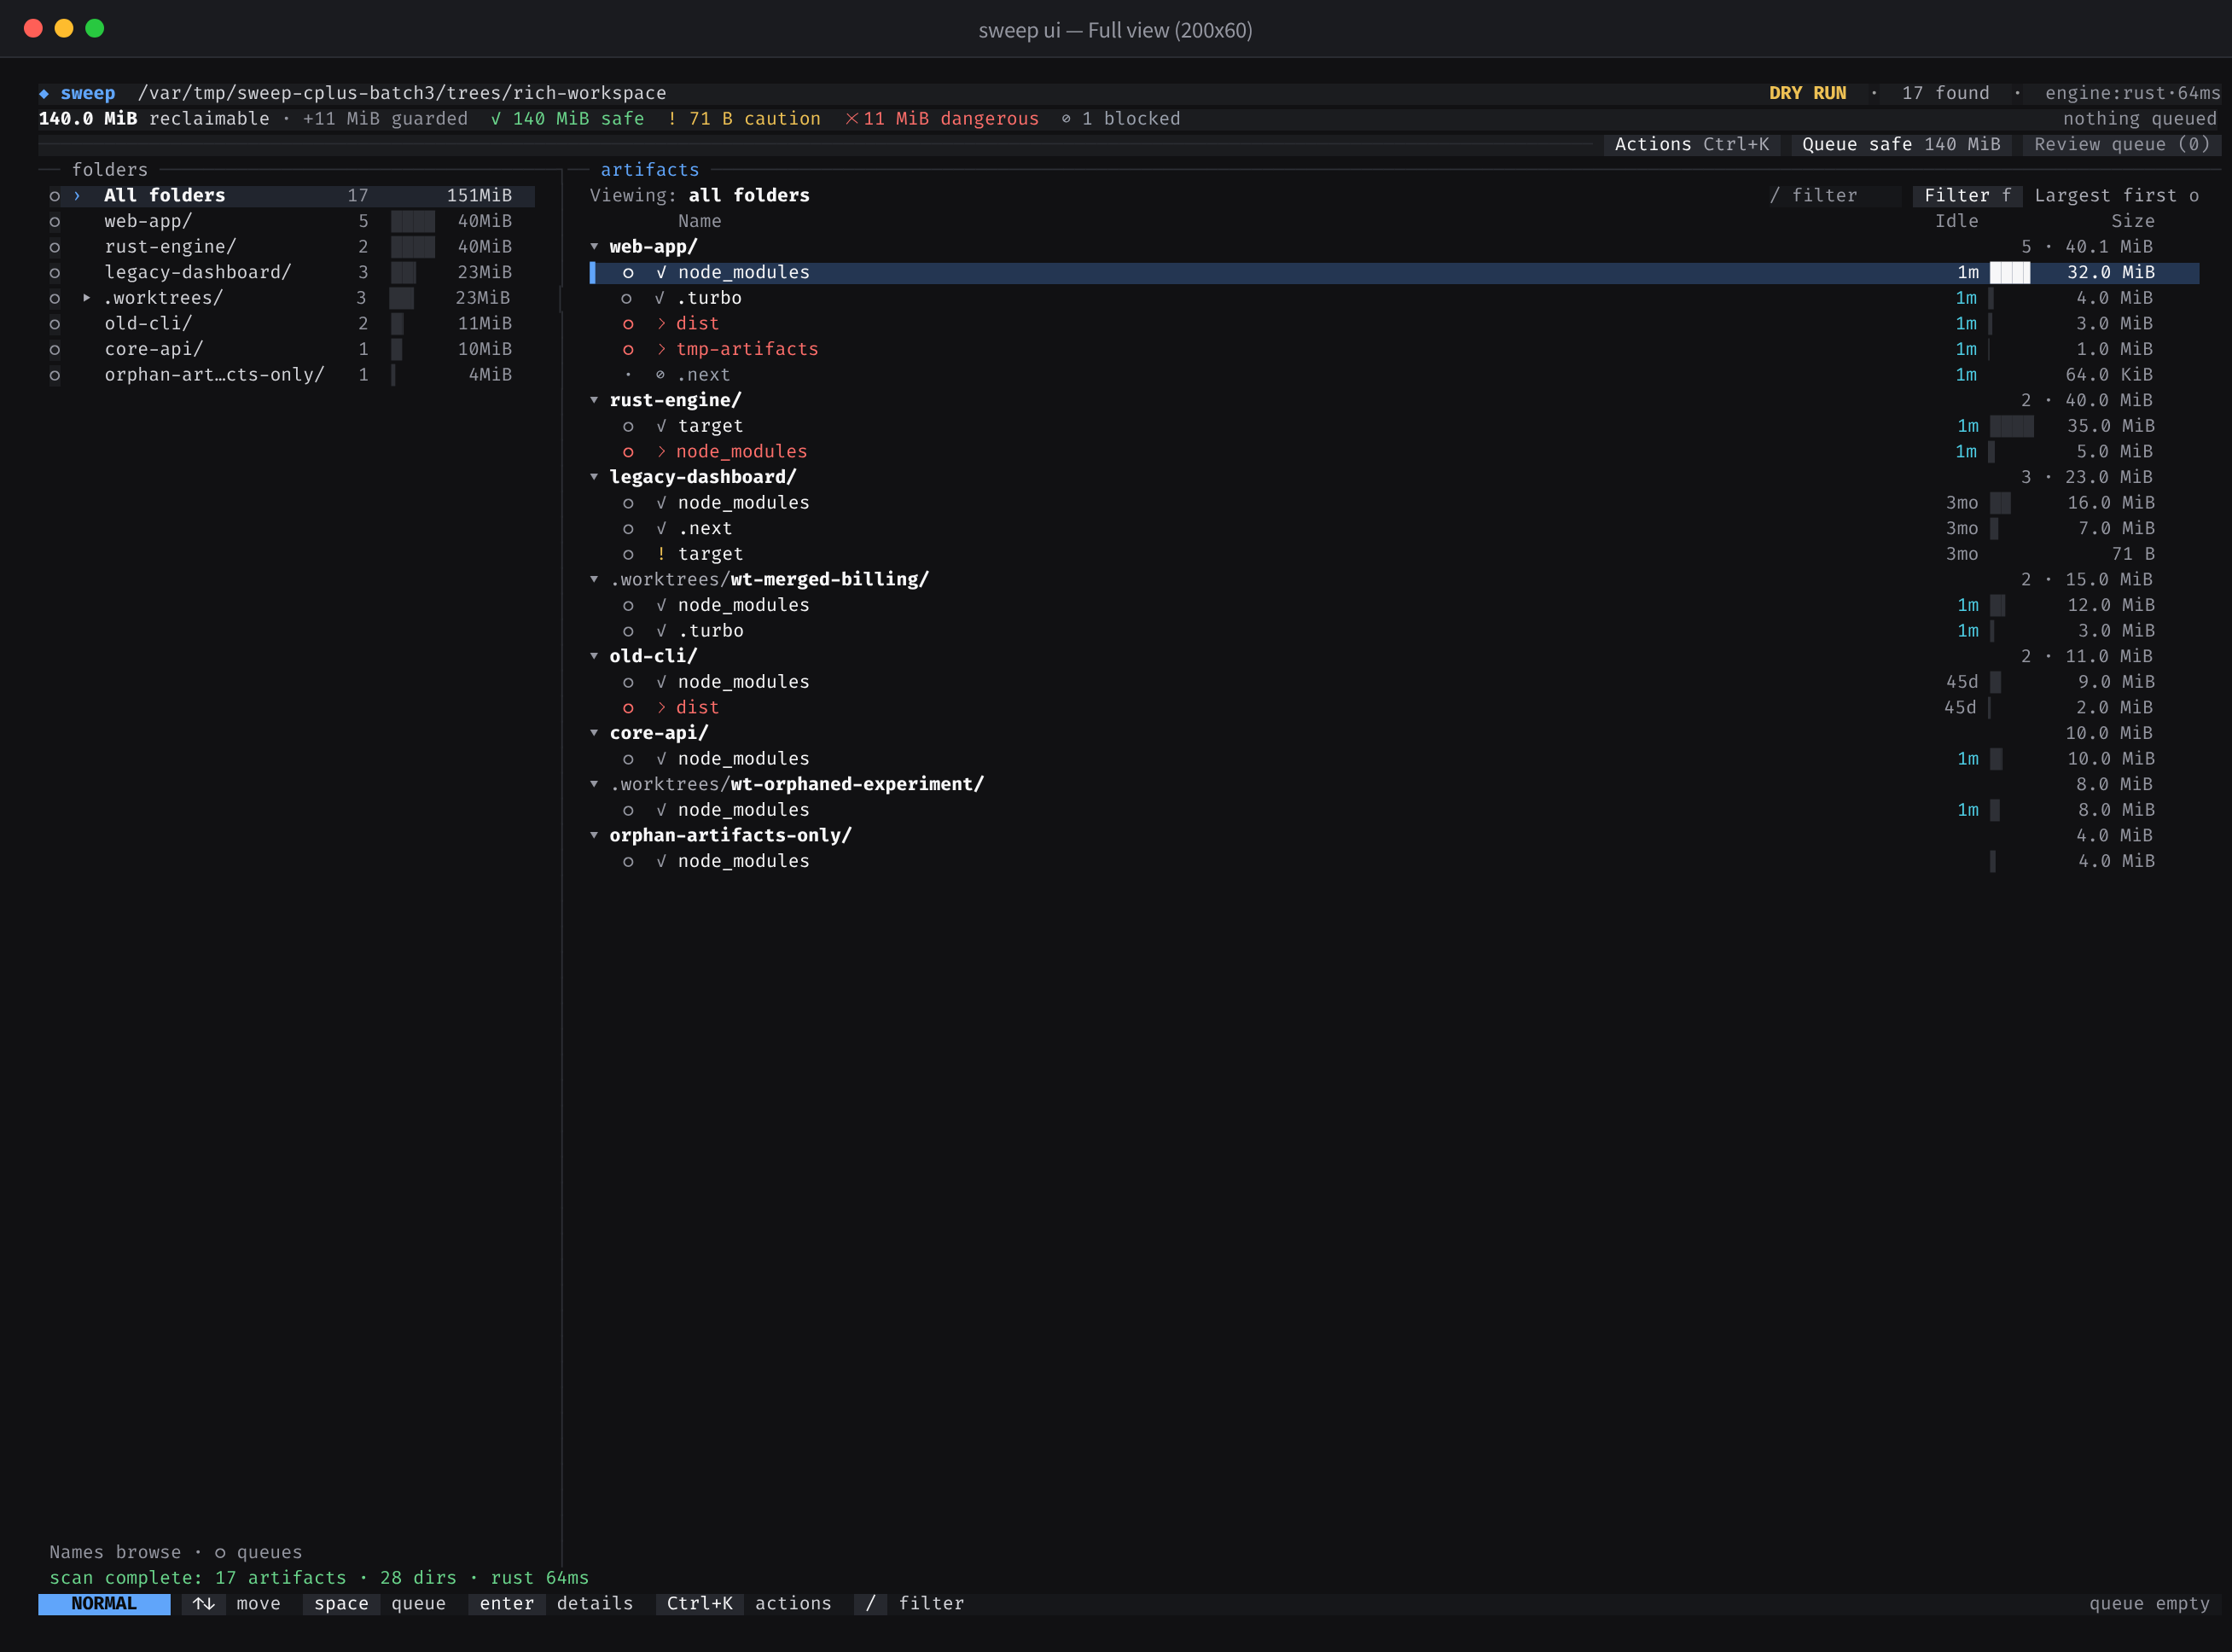 sweep ui — Full view (200x60)
◆ sweep /var/tmp/sweep-cplus-batch3/trees/rich-workspace DRY RUN · 17 found · engine:rust·64ms
140.0 MiB reclaimable · +11 MiB guarded √ 140 MiB safe ! 71 B caution ×11 MiB dangerous ⊘ 1 blocked nothing queued
Actions Ctrl+K Queue safe 140 MiB Review queue (0)
folders
○ › All folders 17 151MiB
○ web-app/ 5 40MiB
○ rust-engine/ 2 40MiB
○ legacy-dashboard/ 3 23MiB
○ ▸ .worktrees/ 3 23MiB
○ old-cli/ 2 11MiB
○ core-api/ 1 10MiB
○ orphan-art…cts-only/ 1 4MiB
artifacts
Viewing: all folders / filter Filter f Largest first o
Name Idle Size
▾ web-app/ 5 · 40.1 MiB
○ √ node_modules 1m 32.0 MiB
○ √ .turbo 1m 4.0 MiB
○ > dist 1m 3.0 MiB
○ > tmp-artifacts 1m 1.0 MiB
· ⊘ .next 1m 64.0 KiB
▾ rust-engine/ 2 · 40.0 MiB
○ √ target 1m 35.0 MiB
○ > node_modules 1m 5.0 MiB
▾ legacy-dashboard/ 3 · 23.0 MiB
○ √ node_modules 3mo 16.0 MiB
○ √ .next 3mo 7.0 MiB
○ ! target 3mo 71 B
▾ .worktrees/wt-merged-billing/ 2 · 15.0 MiB
○ √ node_modules 1m 12.0 MiB
○ √ .turbo 1m 3.0 MiB
▾ old-cli/ 2 · 11.0 MiB
○ √ node_modules 45d 9.0 MiB
○ > dist 45d 2.0 MiB
▾ core-api/ 10.0 MiB
○ √ node_modules 1m 10.0 MiB
▾ .worktrees/wt-orphaned-experiment/ 8.0 MiB
○ √ node_modules 1m 8.0 MiB
▾ orphan-artifacts-only/ 4.0 MiB
○ √ node_modules 4.0 MiB
Names browse · ○ queues
scan complete: 17 artifacts · 28 dirs · rust 64ms
NORMAL ↑↓ move space queue enter details Ctrl+K actions / filter queue empty